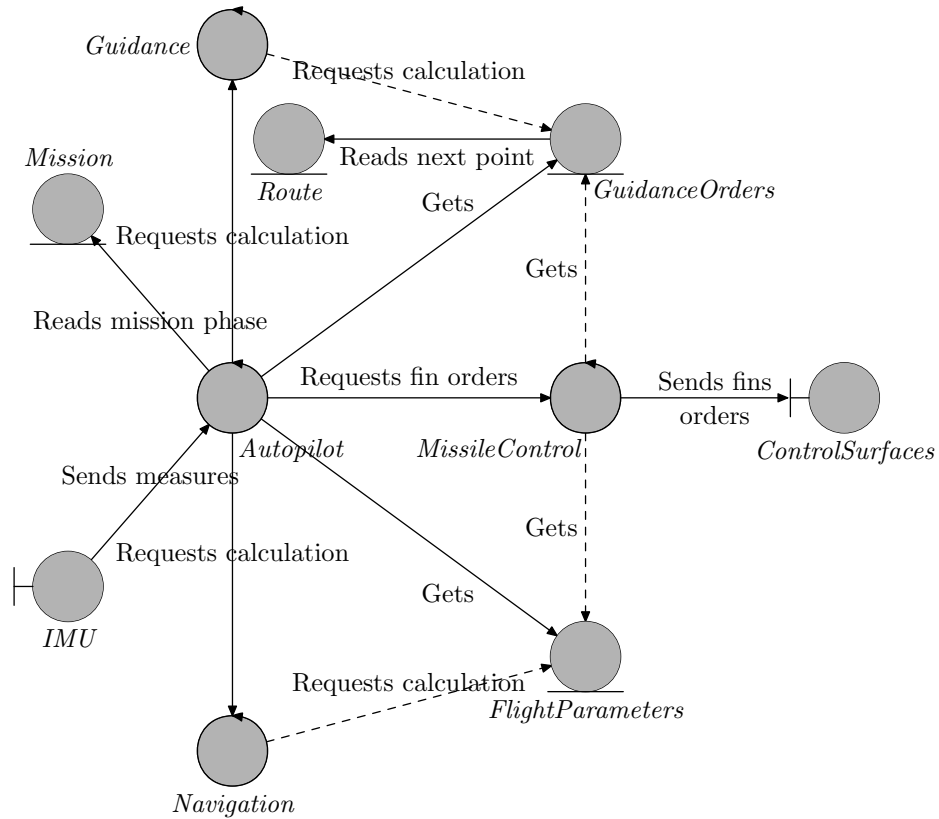 Guidance
Requests calculation
Mission
Reads next point
Route
GuidanceOrders
Gets
Requests calculation
Gets
Reads mission phase
Requests fin orders
Sends fins
orders
Autopilot
MissileControl
ControlSurfaces
Sends measures
Gets
Requests calculation
Gets
IMU
Requests calculation
FlightParameters
Navigation